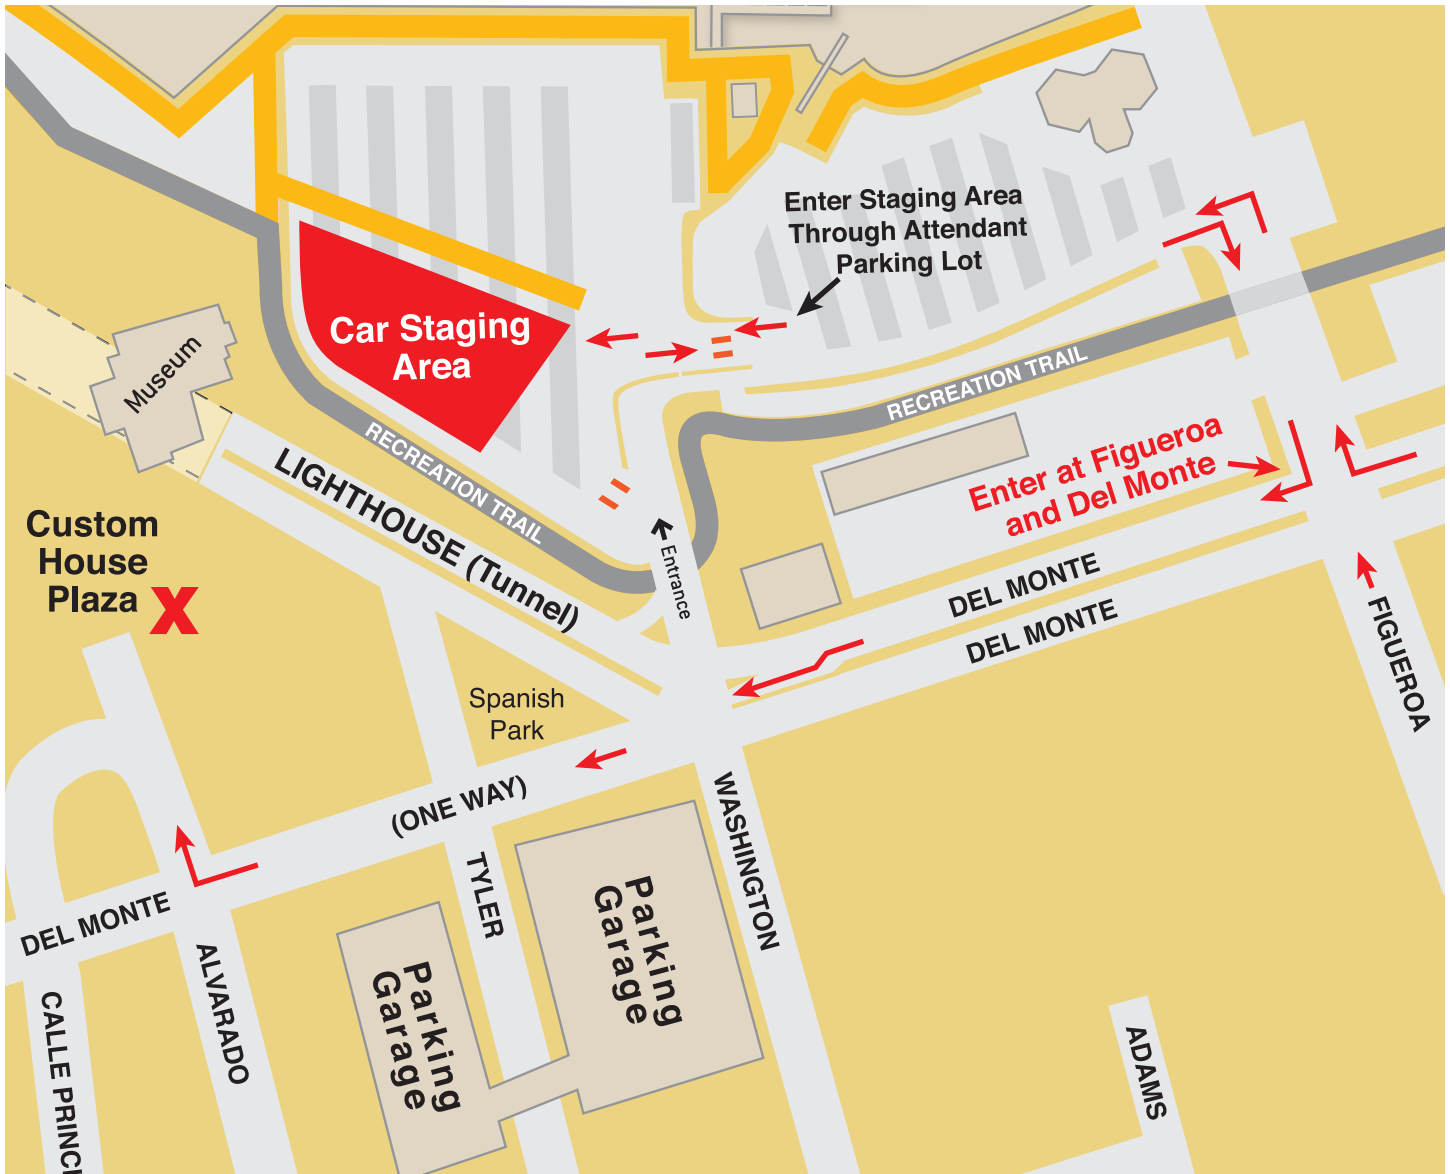 Enter Staging Area
Through Attendant
Parking Lot
Car Staging
Area
Museum
RECREATION TRAIL
RECREATION TRAIL
Enter at Figueroa
and Del Monte
LIGHTHOUSE (Tunnel)
Custom
House
Plaza X
Entrance
DEL MONTE
DEL MONTE
FIGUEROA
Spanish
Park
(ONE WAY)
WASHINGTON
TYLER
Parking
Garage
DEL MONTE
ALVARADO
Parking
Garage
CALLE PRINCI
ADAMS